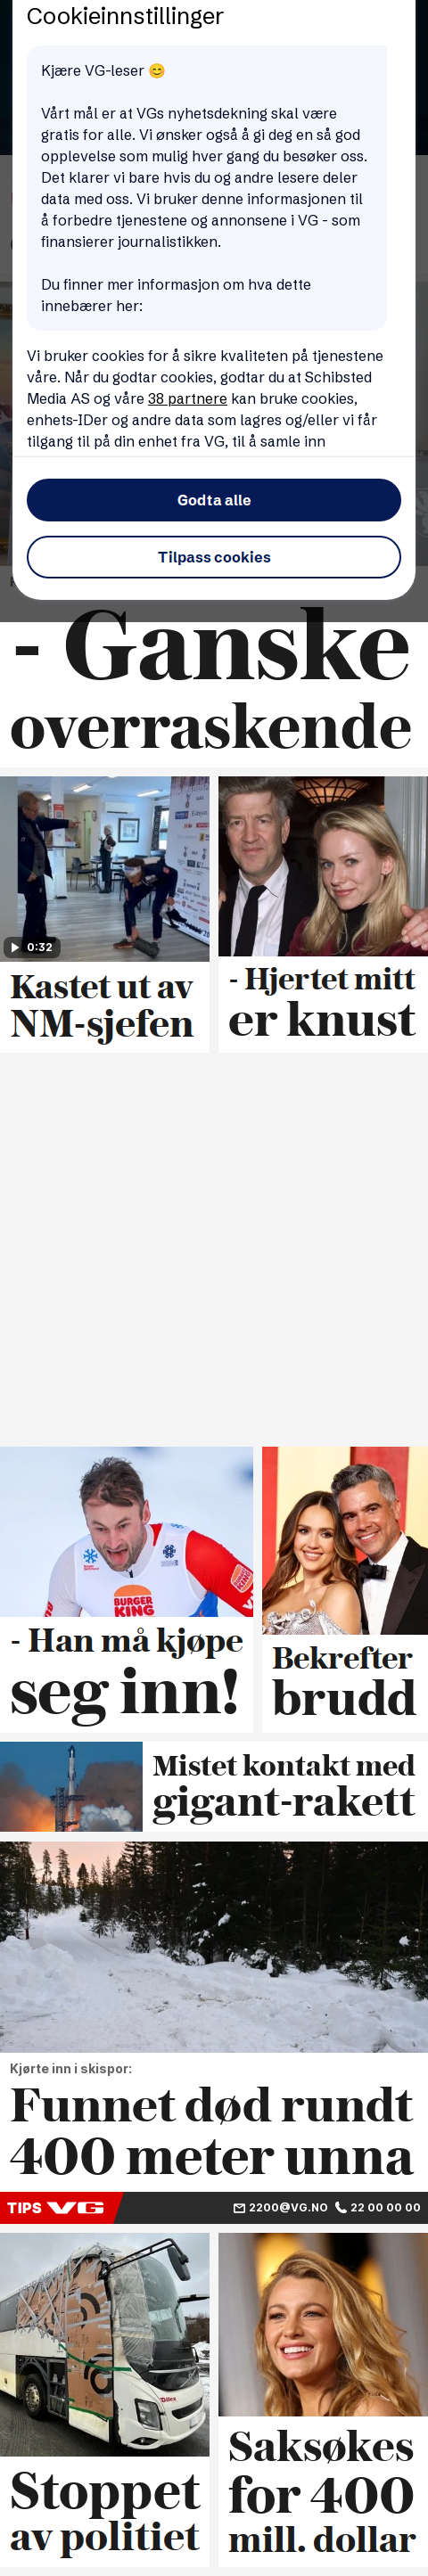 Cookieinnstillinger
Kjære VG-leser 😊
Vårt mål er at VGs nyhetsdekning skal være
gratis for alle. Vi ønsker også å gi deg en så god
opplevelse som mulig hver gang du besøker oss.
Det klarer vi bare hvis du og andre lesere deler
data med oss. Vi bruker denne informasjonen til
å forbedre tjenestene og annonsene i VG - som
finansierer journalistikken.
Du finner mer informasjon om hva dette
innebærer her:
Vi bruker cookies for å sikre kvaliteten på tjenestene
våre. Når du godtar cookies, godtar du at Schibsted
Media AS og våre 38 partnere kan bruke cookies,
enhets-IDer og andre data som lagres og/eller vi får
tilgang til på din enhet fra VG, til å samle inn
Godta alle
Tilpass cookies
- Ganske
overraskende
0:32
Kastet ut av
NM-sjefen
- Hjertet mitt
er knust
BURGER
KING
- Han må kjøpe
seg inn!
Bekrefter
brudd
Mistet kontakt med
gigant-rakett
Kjørte inn i skispor:
Funnet død rundt
400 meter unna
TIPS VG
2200@VG.NO
22 00 00 00
Stoppet
av politiet
Saksøkes
for 400
mill. dollar